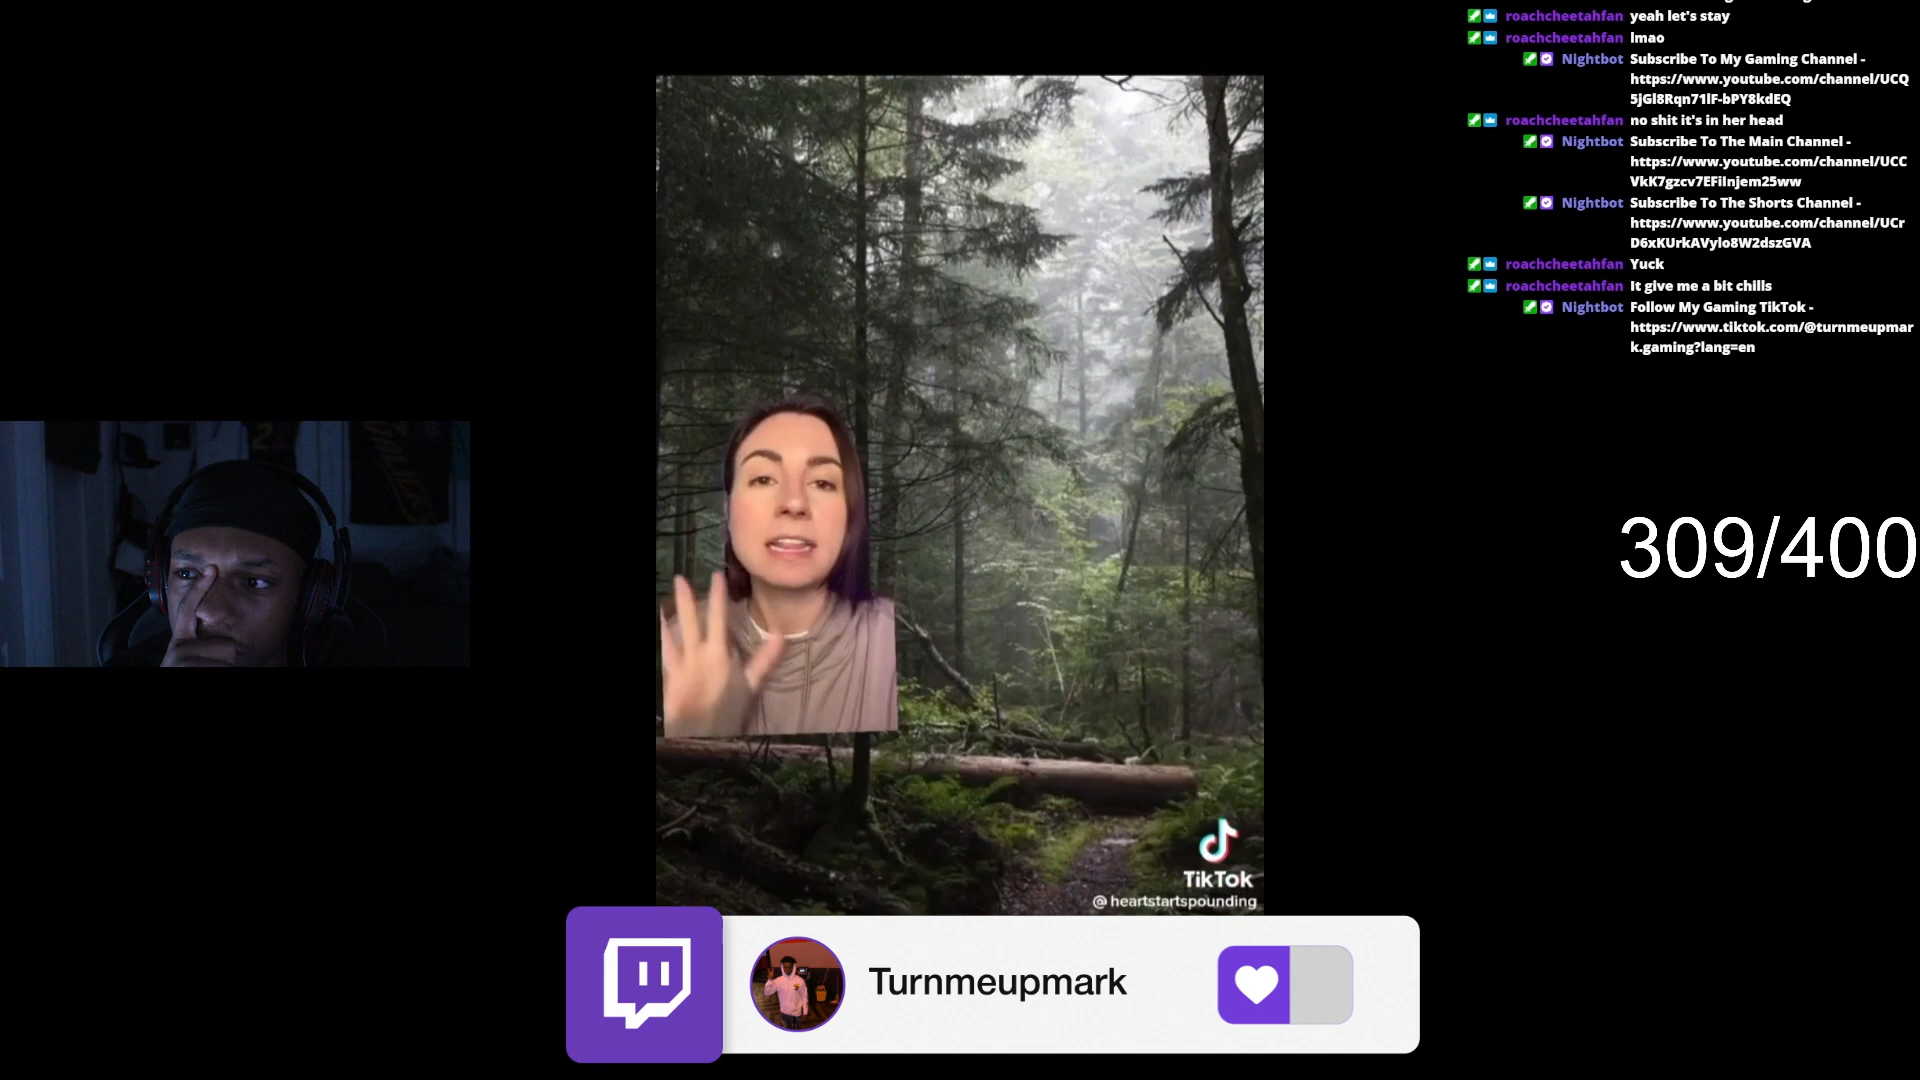 roachcheetahfan yeah let's stay
roachcheetahfan lmao
Nightbot Subscribe To My Gaming Channel -
https://www.youtube.com/channel/UCQ
5jGl8Rqn71lF-bPY8kdEQ
roachcheetahfan no shit it's in her head
Nightbot Subscribe To The Main Channel -
https://www.youtube.com/channel/UCC
VkK7gzcv7EFiInjem25ww
Nightbot Subscribe To The Shorts Channel -
https://www.youtube.com/channel/UCr
D6xKUrkAVylo8W2dszGVA
roachcheetahfan Yuck
roachcheetahfan It give me a bit chills
Nightbot Follow My Gaming TikTok -
https://www.tiktok.com/@turnmeupmar
k.gaming?lang=en
309/400
TikTok
@heartstartspounding
Turnmeupmark